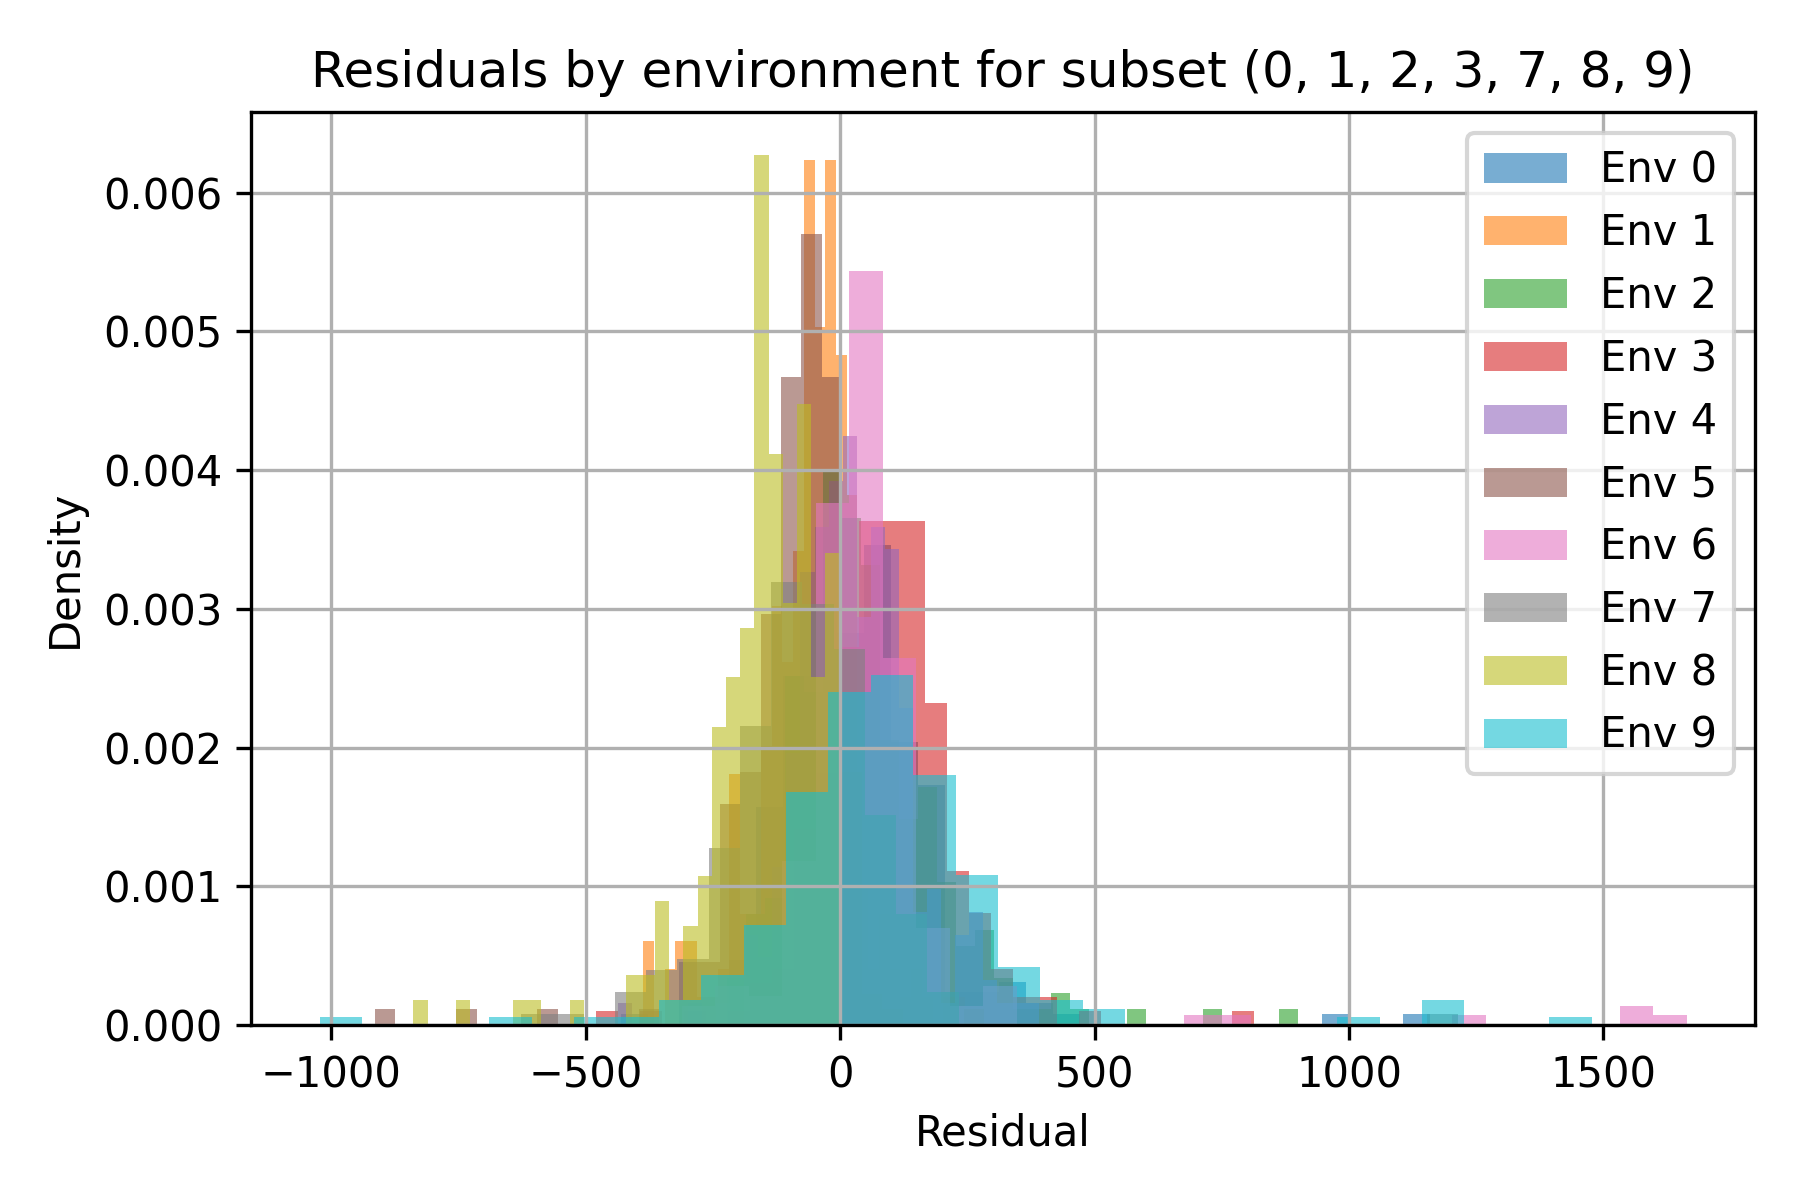 Residuals by environment for subset (0, 1, 2, 3, 7, 8, 9)
Density
0.006
0.005
0.004
0.003
0.002
0.001
0.000
−1000
−500
0
500
1000
1500
Residual
Env 0
Env 1
Env 2
Env 3
Env 4
Env 5
Env 6
Env 7
Env 8
Env 9